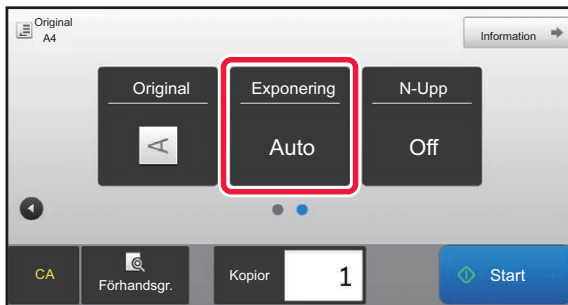 Original
A4
Information
Original
Exponering
N-Upp
A
Auto
Off
CA
Förhandsgr.
Kopior
1
Start